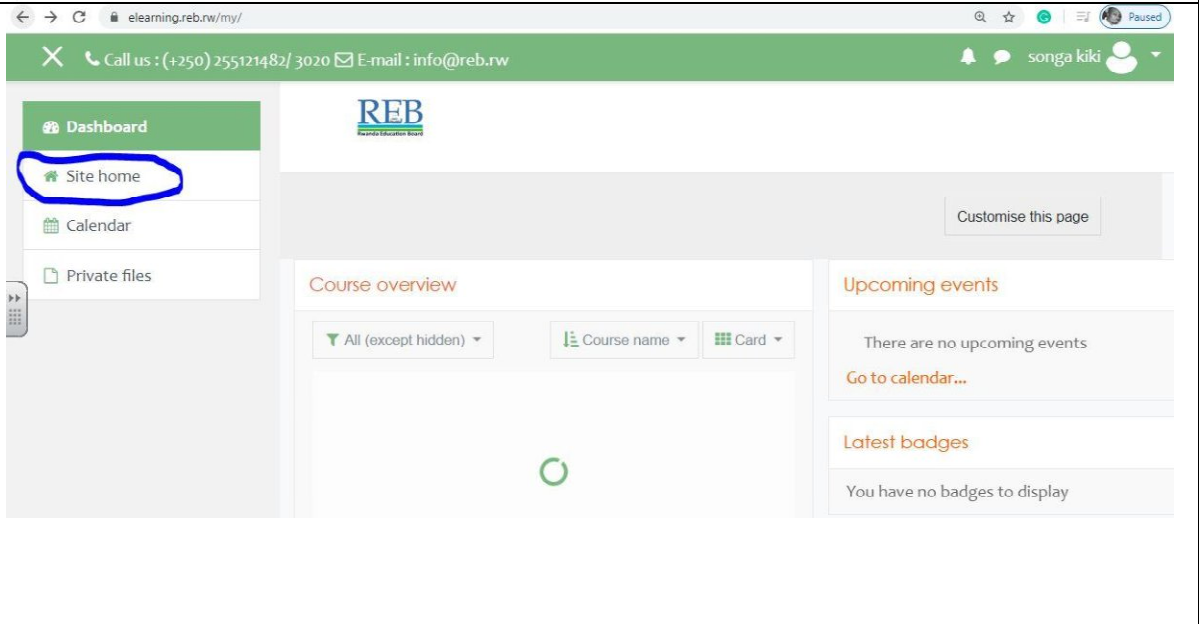 elearning.reb.rw/my/
Paused
Call us : (+250) 255121482/ 3020 E-mail : info@reb.rw
songa kiki
Dashboard
Site home
Calendar
Private files
REB
Rwanda Education Board
Customise this page
Course overview
All (except hidden)
Course name
Card
Upcoming events
There are no upcoming events
Go to calendar...
Latest badges
You have no badges to display